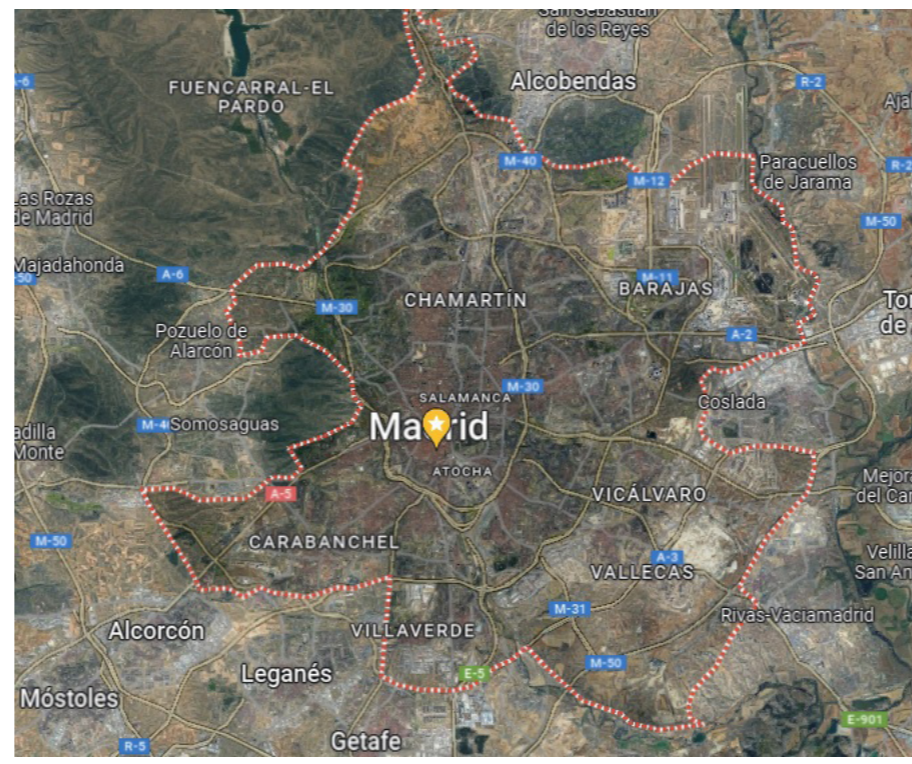 San Sebastián
de los Reyes
Alcobendas
A-6
R-2
FUENCARRAL-EL
PARDO
M-40
Paracuellos
de Jarama
M-12
R-2
Las Rozas
de Madrid
M-50
Majadahonda
A-6
M-11
BARAJAS
CHAMARTÍN
M-30
Pozuelo de
Alarcón
A-2
M-30
SALAMANCA
Coslada
Madrid
Somosaguas
ATOCHA
A-5
VICÁLVARO
M-50
CARABANCHEL
A-3
VALLECAS
M-31
Rivas-Vaciamadrid
Alcorcón
VILLAVERDE
M-50
Leganés
E-5
Móstoles
E-901
Getafe
R-5